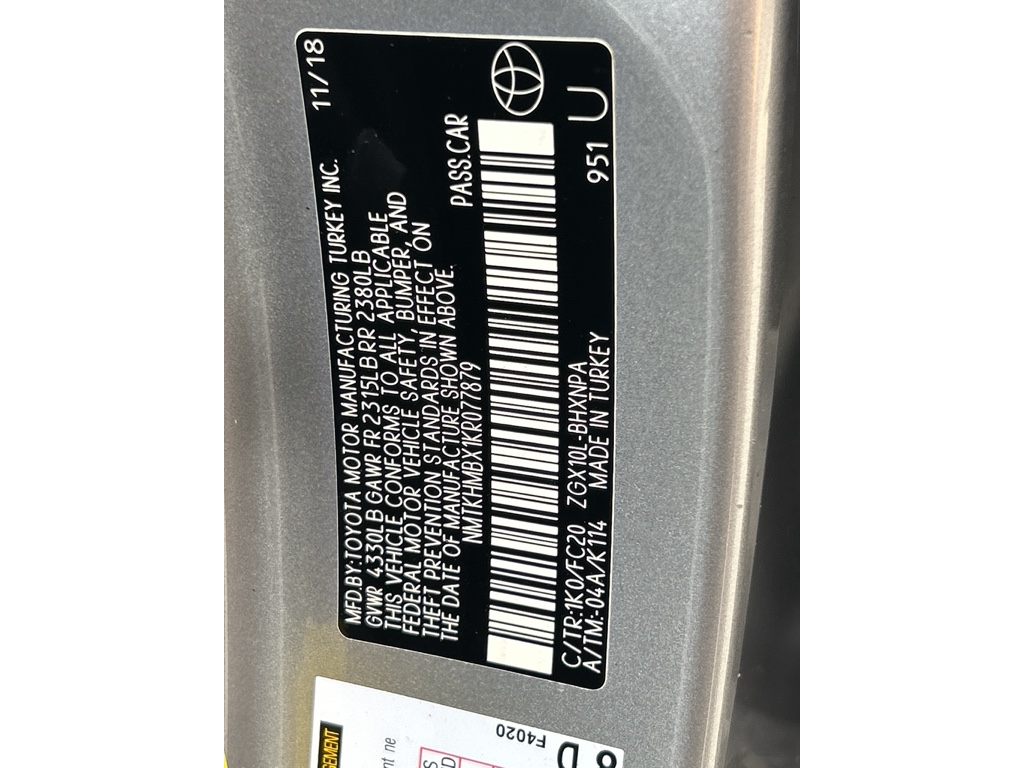 11/18
MFD.BY:TOYOTA MOTOR MANUFACTURING TURKEY INC.
GVWR 4330LB GAWR FR 2315LB RR 2380LB
THIS VEHICLE CONFORMS TO ALL APPLICABLE
FEDERAL MOTOR VEHICLE SAFETY, BUMPER, AND
THEFT PREVENTION STANDARDS IN EFFECT ON
THE DATE OF MANUFACTURE SHOWN ABOVE.
NMTKHMBX1KR077879 PASS.CAR
C/TR:1K0/FC20 ZGX10L-BHXNPA 951 U
A/TM:-04A/K114 MADE IN TURKEY
F4020